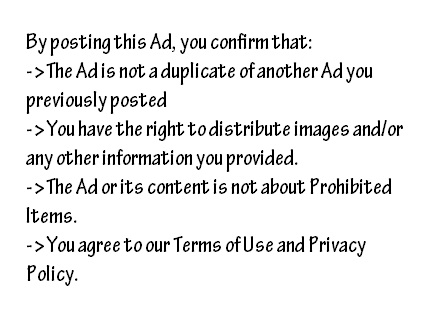 By posting this Ad, you confirm that:
->The Ad is not a duplicate of another Ad you
previously posted
->You have the right to distribute images and/or
any other information you provided.
->The Ad or its content is not about Prohibited
Items.
->You agree to our Terms of Use and Privacy
Policy.